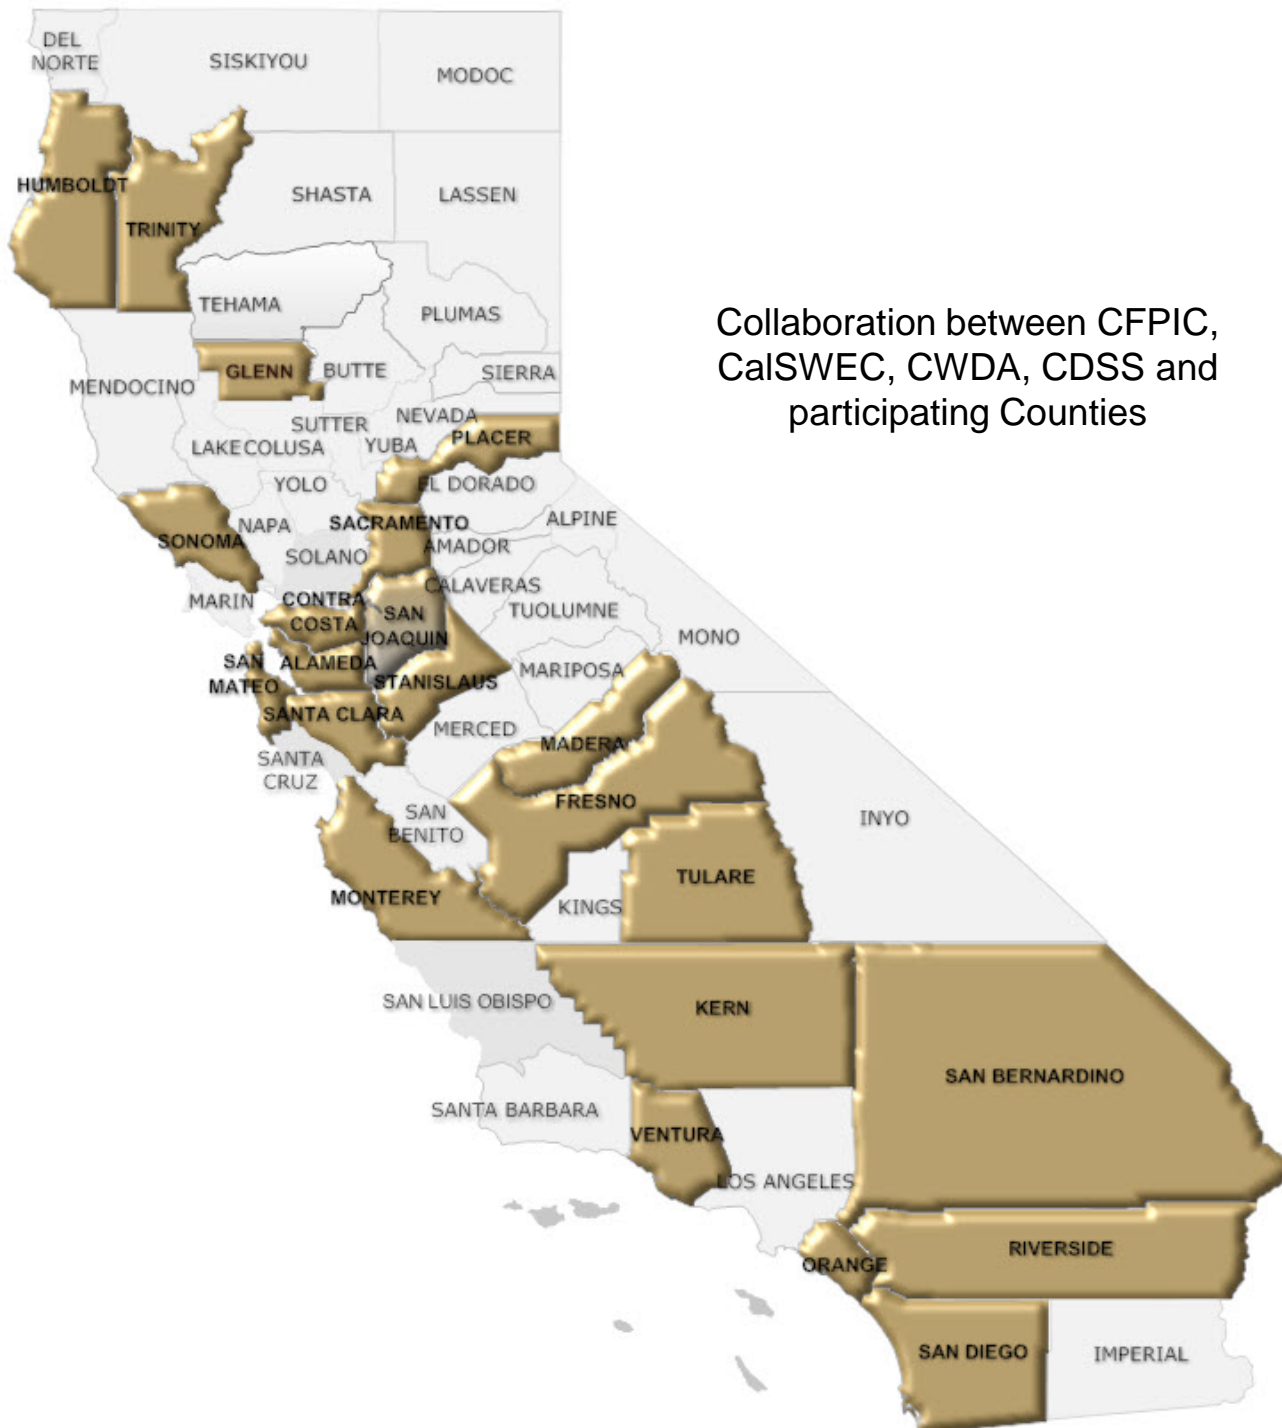 DEL
NORTE
SISKIYOU
MODOC
HUMBOLDT
TRINITY
SHASTA
LASSEN
TEHAMA
PLUMAS
Collaboration between CFPIC,
CalSWEC, CWDA, CDSS and
participating Counties
MENDOCINO
GLENN
BUTTE
SIERRA
NEVADA
SUTTER
YUBA
PLACER
LAKE
COLUSA
YOLO
EL DORADO
SONOMA
NAPA
SACRAMENTO
ALPINE
SOLANO
AMADOR
MARIN
CONTRA
COSTA
CALAVERAS
SAN
JOAQUIN
TUOLUMNE
MONO
SAN
MATEO
ALAMEDA
STANISLAUS
MARIPOSA
SANTA CLARA
MERCED
MADERA
SANTA
CRUZ
FRESNO
SAN
BENITO
INYO
MONTEREY
KINGS
TULARE
SAN LUIS OBISPO
KERN
SAN BERNARDINO
SANTA BARBARA
VENTURA
LOS ANGELES
ORANGE
RIVERSIDE
SAN DIEGO
IMPERIAL